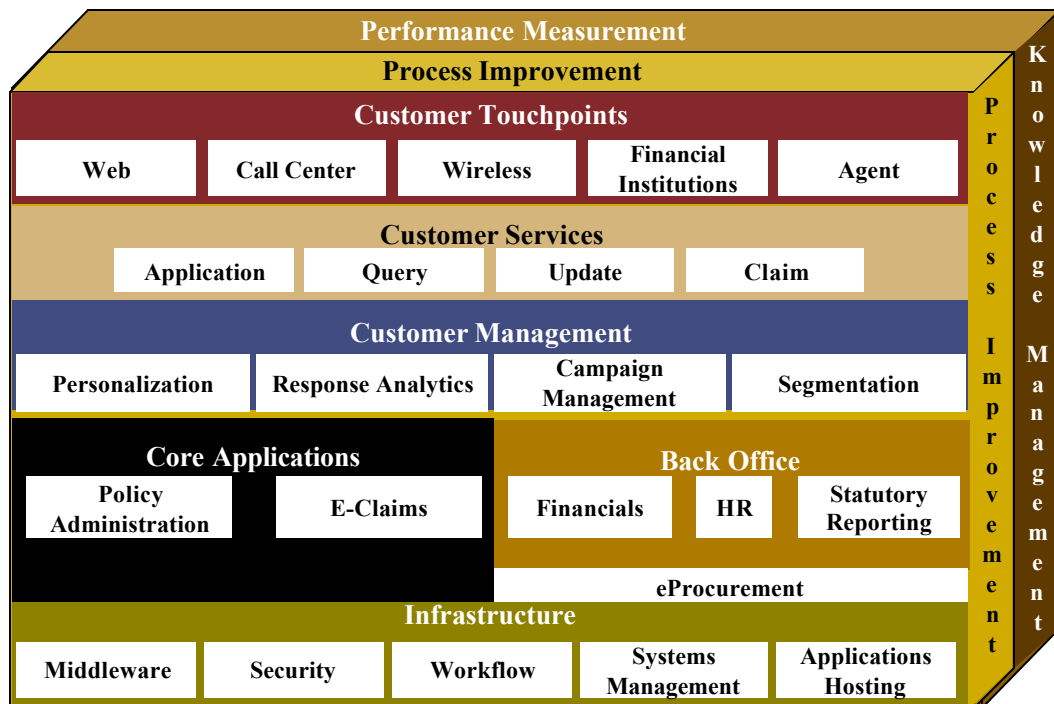 Performance Measurement
Process Improvement
Customer Touchpoints
Web
Call Center
Wireless
Financial
Institutions
Agent
Customer Services
Application
Query
Update
Claim
Customer Management
Personalization
Response Analytics
Campaign
Management
Segmentation
Core Applications
Policy
Administration
E-Claims
Back Office
Financials
HR
Statutory
Reporting
eProcurement
Infrastructure
Middleware
Security
Workflow
Systems
Management
Applications
Hosting
Process Improvement
Knowledge Management